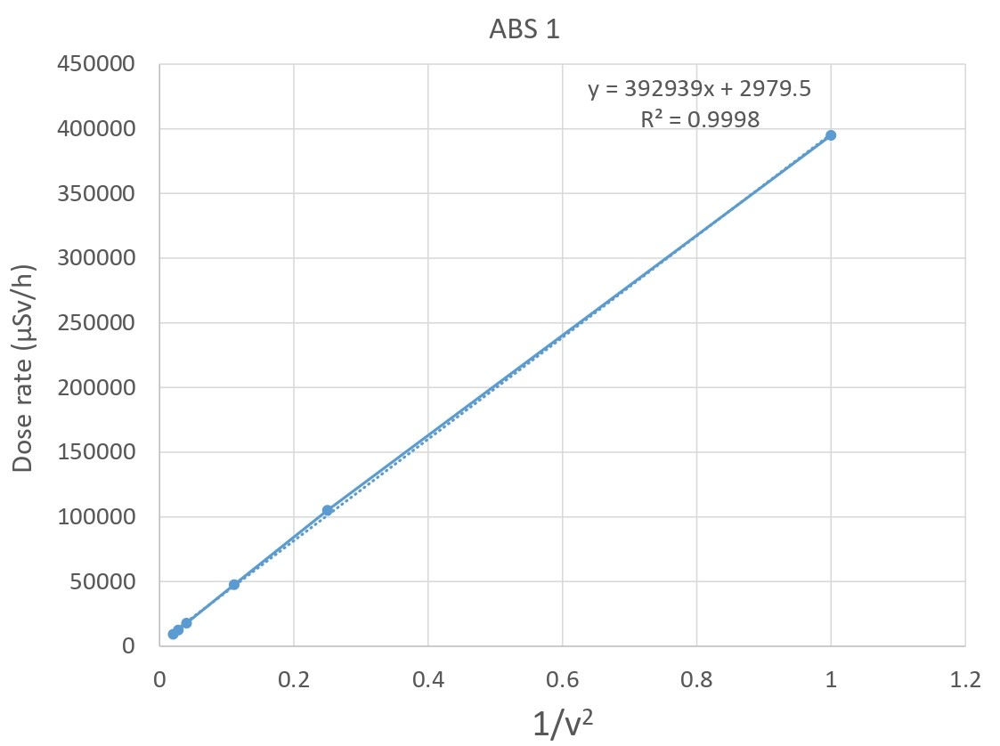 ABS 1
450000
y = 392939x + 2979.5
R² = 0.9998
400000
350000
300000
250000
200000
150000
100000
50000
0
Dose rate (µSv/h)
0 0.2 0.4 0.6 0.8 1 1.2
1/v²